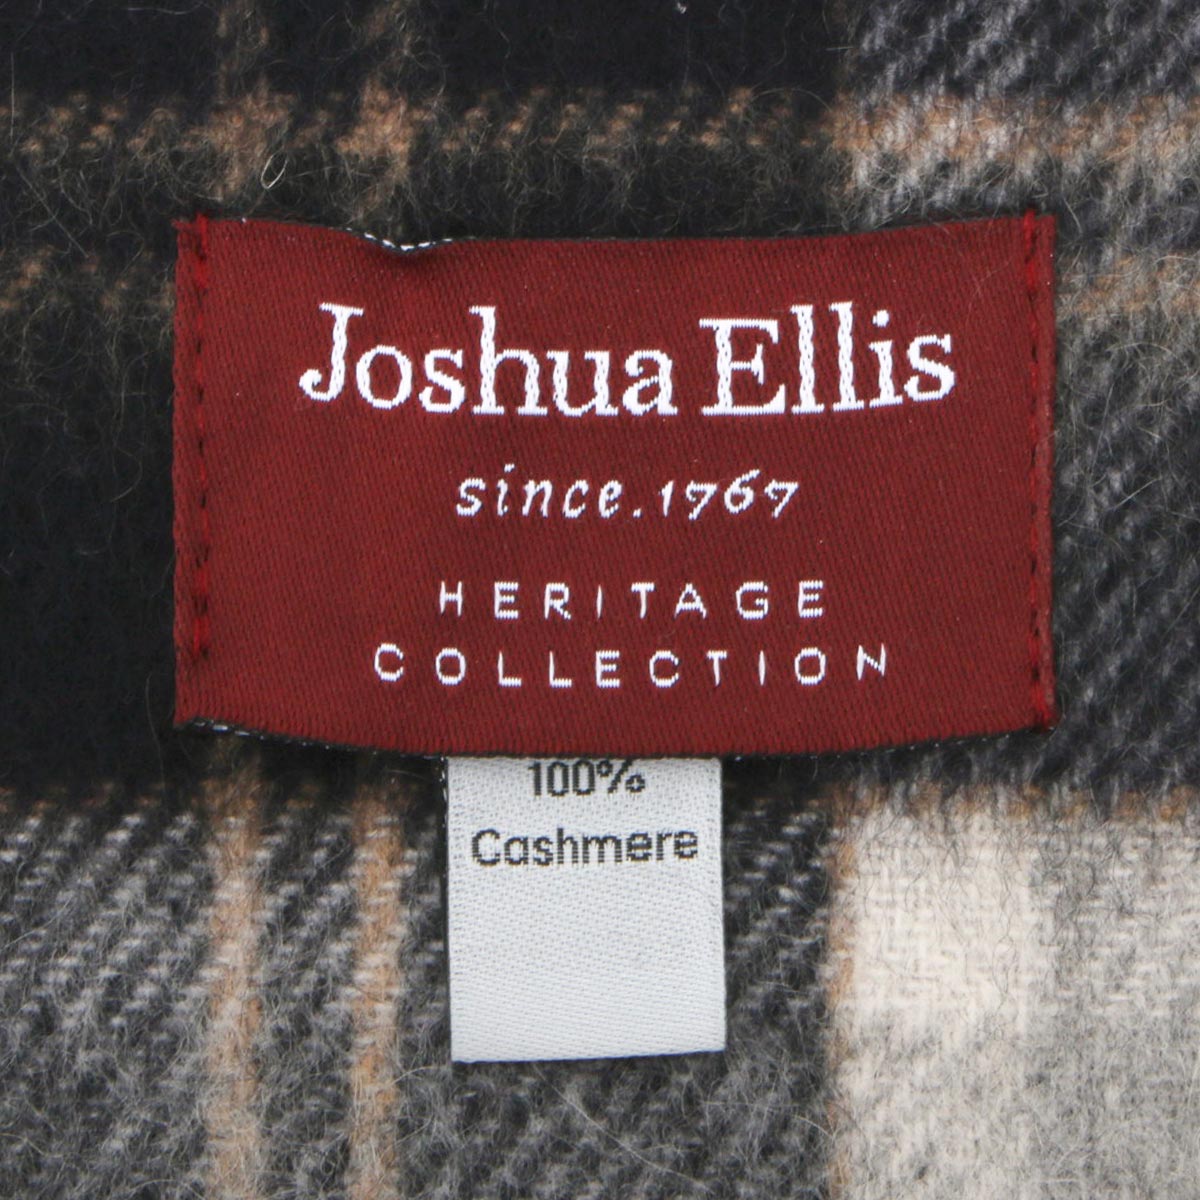 Joshua Ellis
since.1767
HERITAGE
COLLECTION
100%
Cashmere